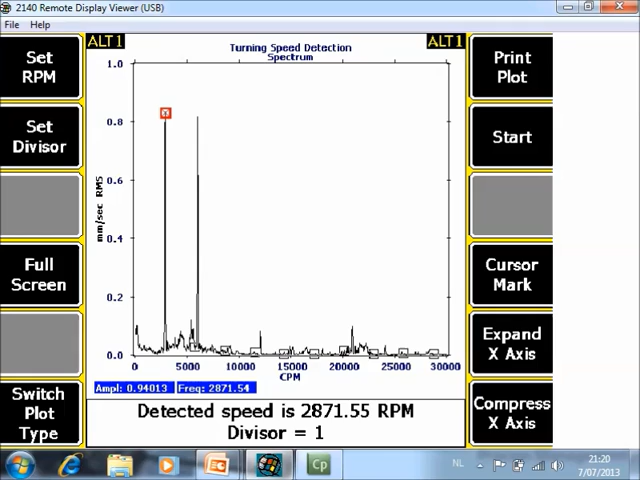 2140 Remote Display Viewer (USB)
File Help
ALT1
ALT1
Set
RPM
Set
Divisor
Full
Screen
Switch
Plot
Type
Turning Speed Detection
Spectrum
1.0
0.8
0.6
0.4
0.2
0.0
mm/sec RMS
0 5000 10000 15000 20000 25000 30000
CPM
Ampl: 0.94013 Freq: 2871.54
Detected speed is 2871.55 RPM
Divisor = 1
Print
Plot
Start
Cursor
Mark
Expand
X Axis
Compress
X Axis
Cp
NL
21:20
7/07/2013